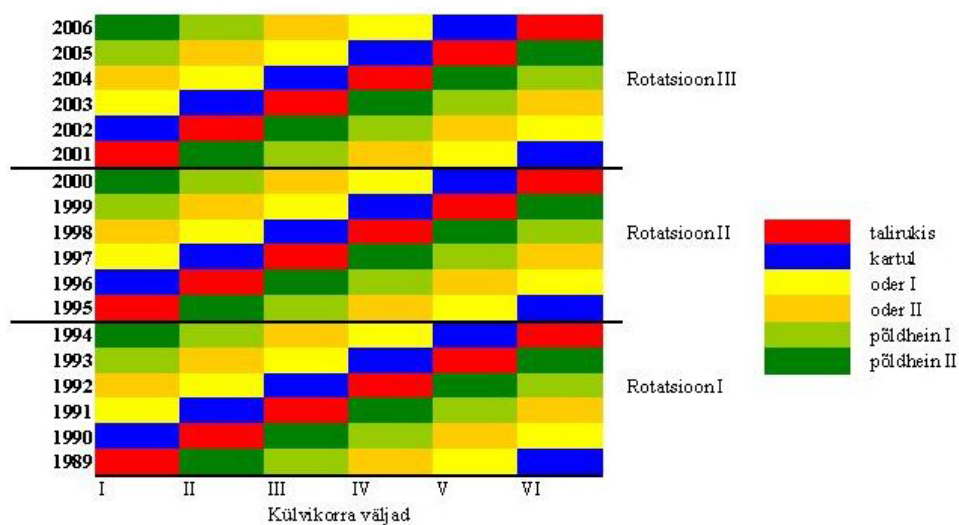 2006
2005
2004
2003
2002
2001
Rotatsioon III
2000
1999
1998
1997
1996
1995
Rotatsioon II
1994
1993
1992
1991
1990
1989
Rotatsioon I
I II III IV V VI
Külvikorra väljad
talirukis
kartul
oder I
oder II
põldhein I
põldhein II